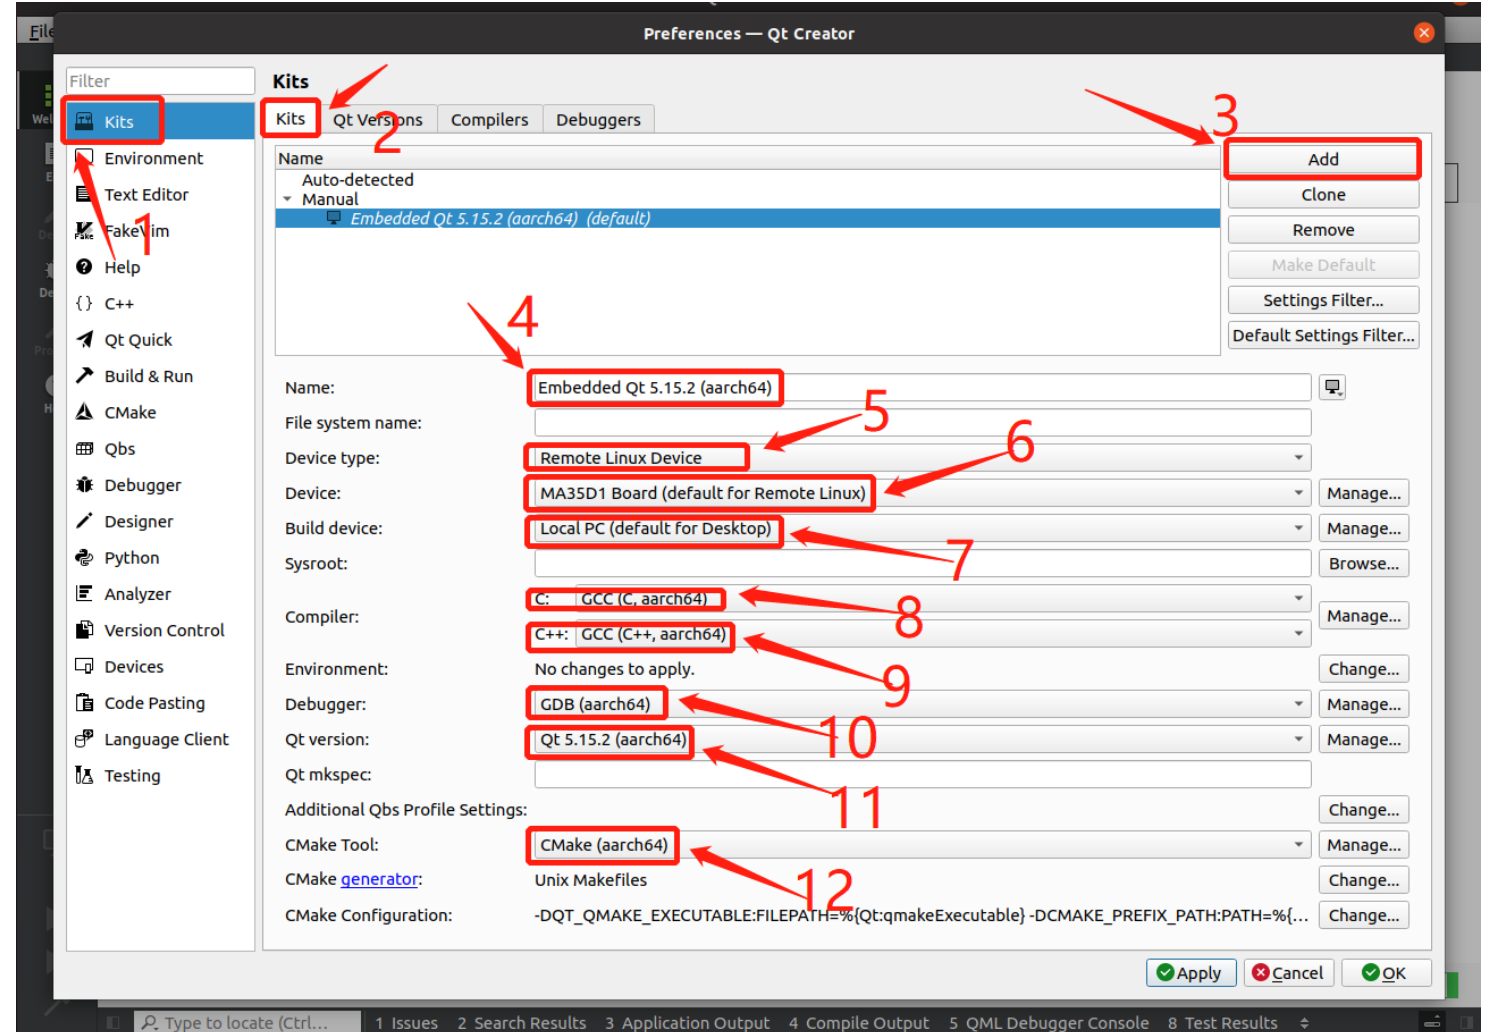 Preferences — Qt Creator
File
Filter
Kits
Environment
Text Editor
FakeVim
Help
C++
Qt Quick
Build & Run
CMake
Qbs
Debugger
Designer
Python
Analyzer
Version Control
Devices
Code Pasting
Language Client
Testing
1
Kits
Kits
Qt Versions
Compilers
Debuggers
2
3
Name
Auto-detected
Manual
Embedded Qt 5.15.2 (aarch64) (default)
Add
Clone
Remove
Make Default
Settings Filter...
Default Settings Filter...
4
Name: Embedded Qt 5.15.2 (aarch64)
5
File system name:
6
Device type: Remote Linux Device
Device: MA35D1 Board (default for Remote Linux) Manage...
Build device: Local PC (default for Desktop) Manage...
7
Sysroot: Browse...
Compiler: C: GCC (C, aarch64) Manage...
8
C++: GCC (C++, aarch64)
Environment: No changes to apply. Change...
9
Debugger: GDB (aarch64) Manage...
10
Qt version: Qt 5.15.2 (aarch64) Manage...
Qt mkspec:
11
Additional Qbs Profile Settings: Change...
CMake Tool: CMake (aarch64) Manage...
12
CMake generator: Unix Makefiles Change...
CMake Configuration: -DQT_QMAKE_EXECUTABLE:FILEPATH=%{Qt:qmakeExecutable} -DCMAKE_PREFIX_PATH:PATH=%{... Change...
Apply
Cancel
OK
Type to locate (Ctrl...
1 Issues
2 Search Results
3 Application Output
4 Compile Output
5 QML Debugger Console
8 Test Results